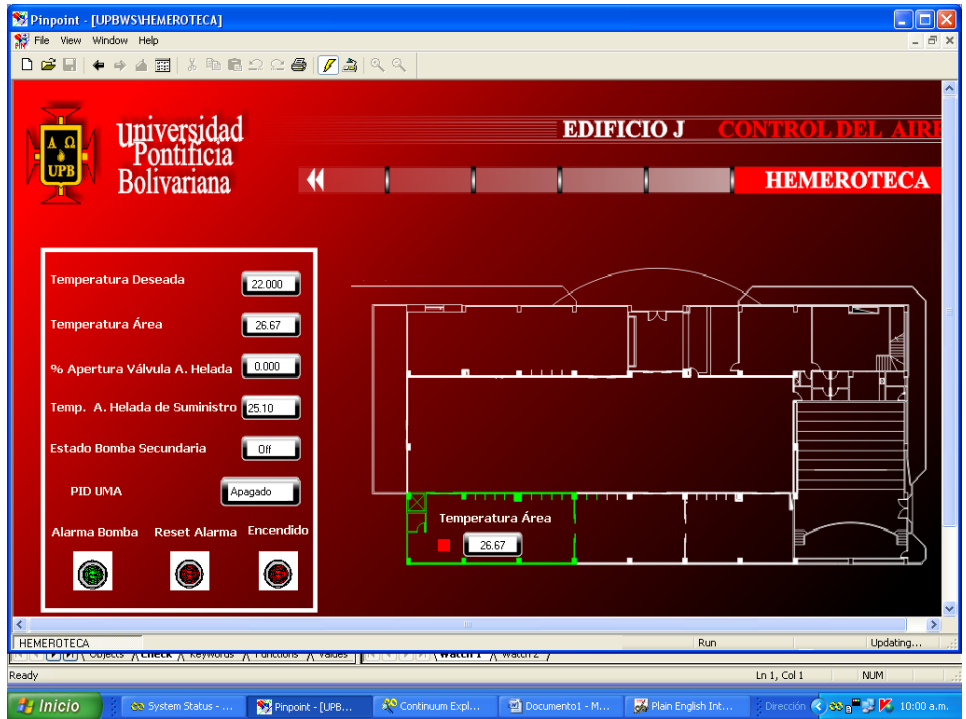 Pinpoint - [UPBWS\HEMEROTECA]
File View Window Help
Α Ω
UPB
universidad
Pontificia
Bolivariana
EDIFICIO J CONTROL DEL AIRE
HEMEROTECA
Temperatura Deseada 22.000
Temperatura Área 26.67
% Apertura Válvula A. Helada 0.000
Temp. A. Helada de Suministro 25.10
Estado Bomba Secundaria Off
PID UMA Apagado
Alarma Bomba Reset Alarma Encendido
Temperatura Área
26.67
HEMEROTECA Run Updating...
Objects Check Keywords Functions Values Watch 1 Watch 2
Ready Ln 1, Col 1 NUM
Inicio System Status - ... Pinpoint - [UPB... Continuum Expl... Documento1 - M... Plain English Int... Dirección 10:00 a.m.